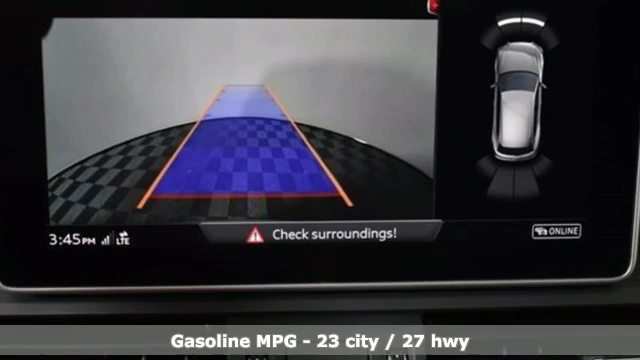 3:45PM LTE
Check surroundings!
ONLINE
Gasoline MPG - 23 city / 27 hwy